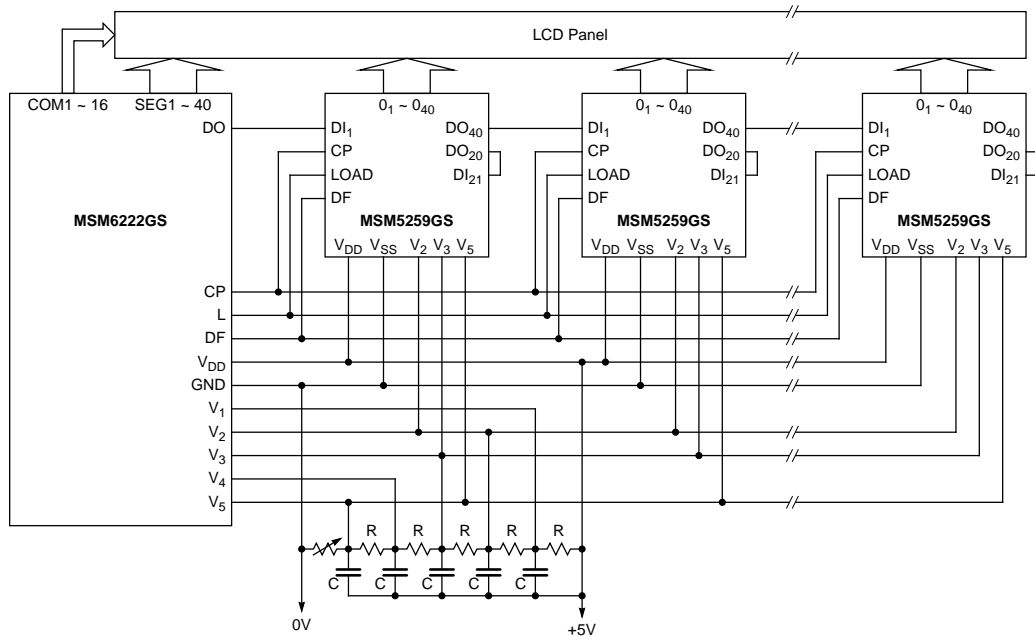 LCD Panel
COM1 ~ 16 SEG1 ~ 40
DO
MSM6222GS
CP
L
DF
VDD
GND
V1
V2
V3
V4
V5
01 ~ 040
DI1 DO40
CP DO20
LOAD DI21
DF
MSM5259GS
VDD VSS V2 V3 V5
01 ~ 040
DI1 DO40
CP DO20
LOAD DI21
DF
MSM5259GS
VDD VSS V2 V3 V5
01 ~ 040
DI1 DO40
CP DO20
LOAD DI21
DF
MSM5259GS
VDD VSS V2 V3 V5
R R R R R
C C C C C
0V
+5V